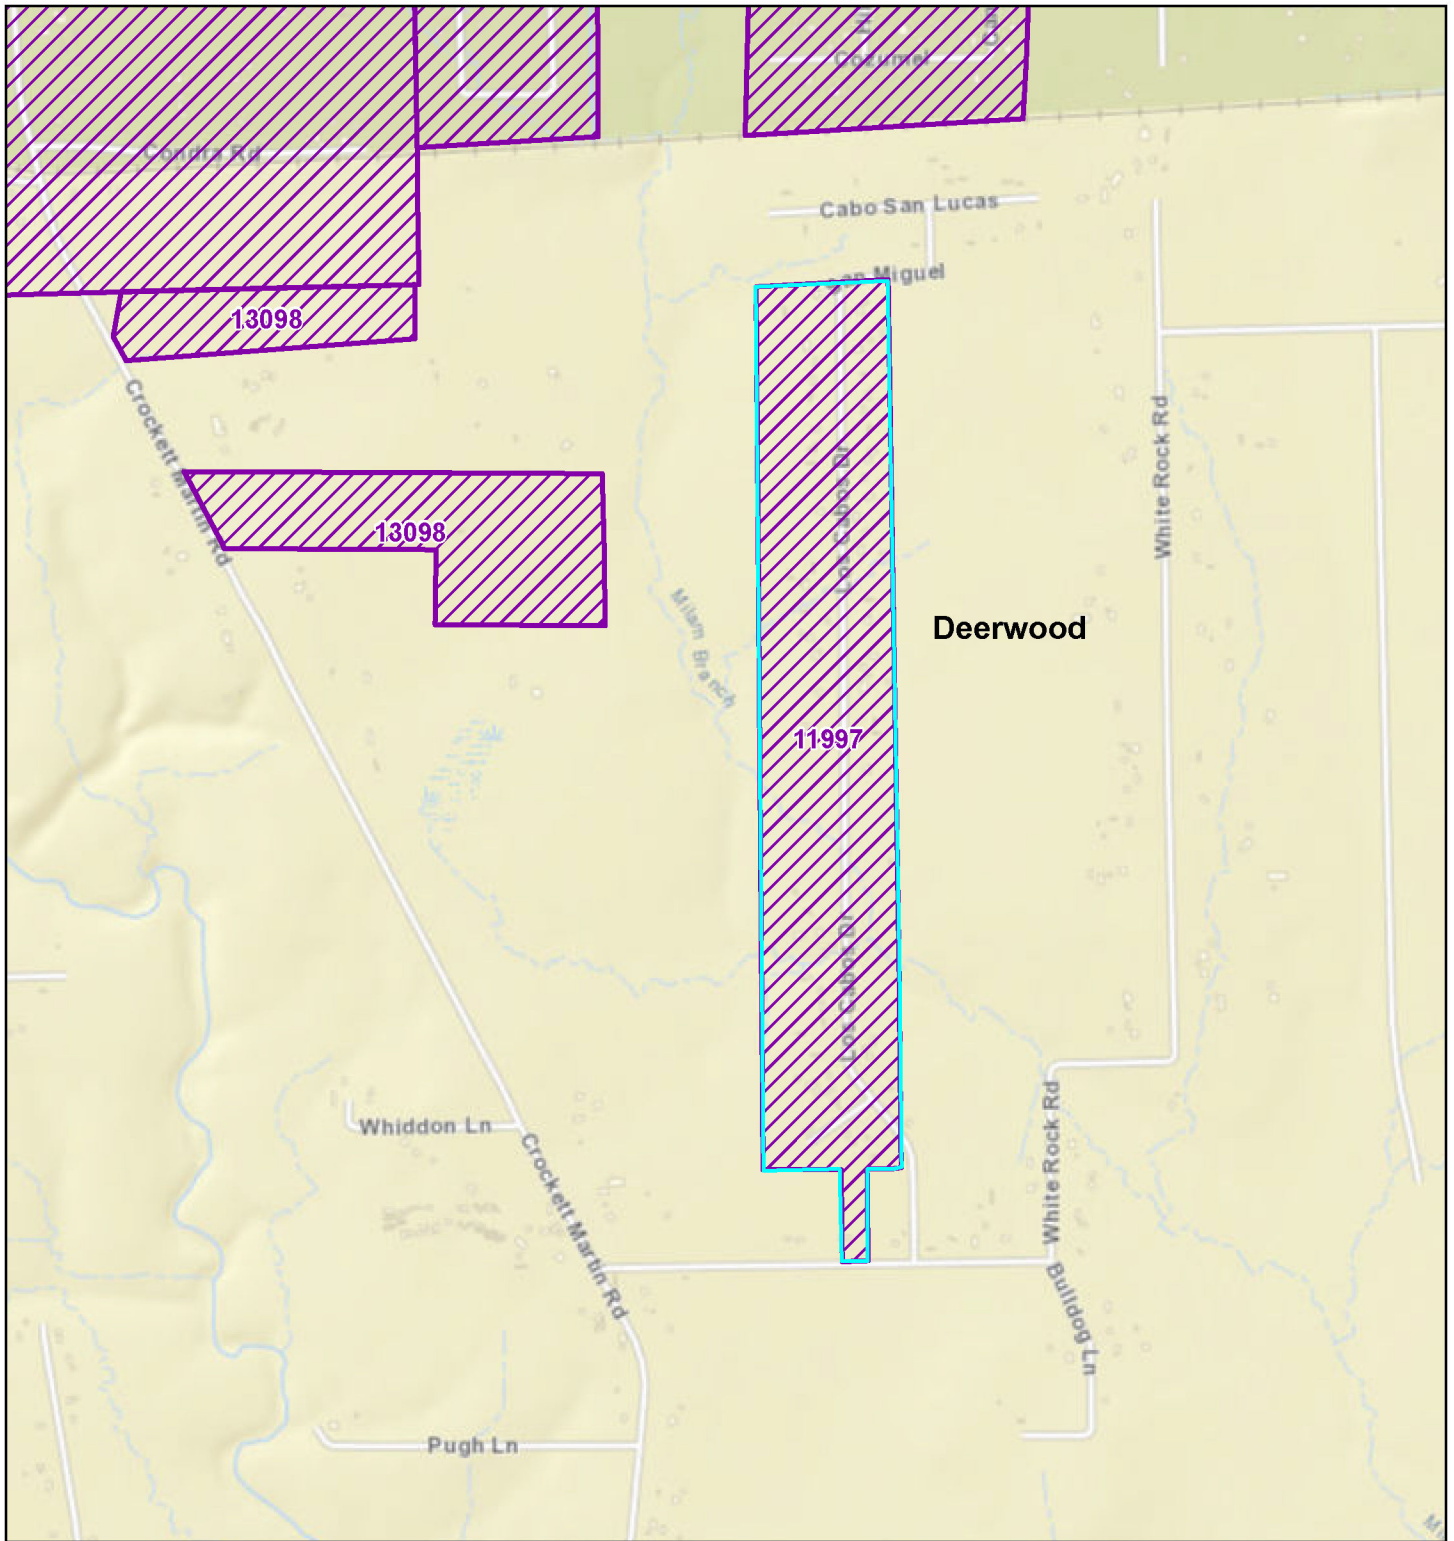 Cozumel
Condra Rd
Cabo San Lucas
San Miguel
13098
Crockett Martin Rd
White Rock Rd
Los Cabos Dr
13098
Milam Branch
Deerwood
11997
Los Cabos Dr
White Rock Rd
Whiddon Ln
Crockett Martin Rd
Bulldog Ln
Pugh Ln